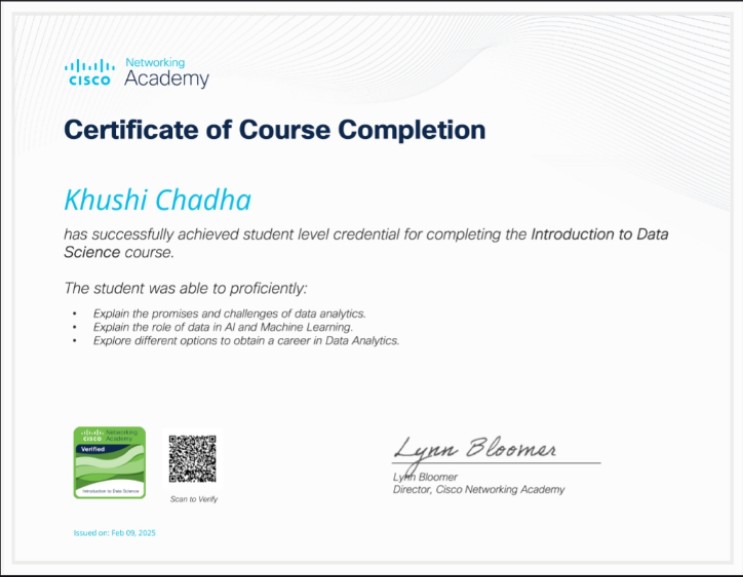 CISCO
Networking
Academy
Certificate of Course Completion
Khushi Chadha
has successfully achieved student level credential for completing the Introduction to Data
Science course.
The student was able to proficiently:
• Explain the promises and challenges of data analytics.
• Explain the role of data in AI and Machine Learning.
• Explore different options to obtain a career in Data Analytics.
CISCO
Networking
Academy
Verified
Introduction to Data Science
Scan to Verify
Lynn Bloomer
Lynn Bloomer
Director, Cisco Networking Academy
Issued on: Feb 09, 2025